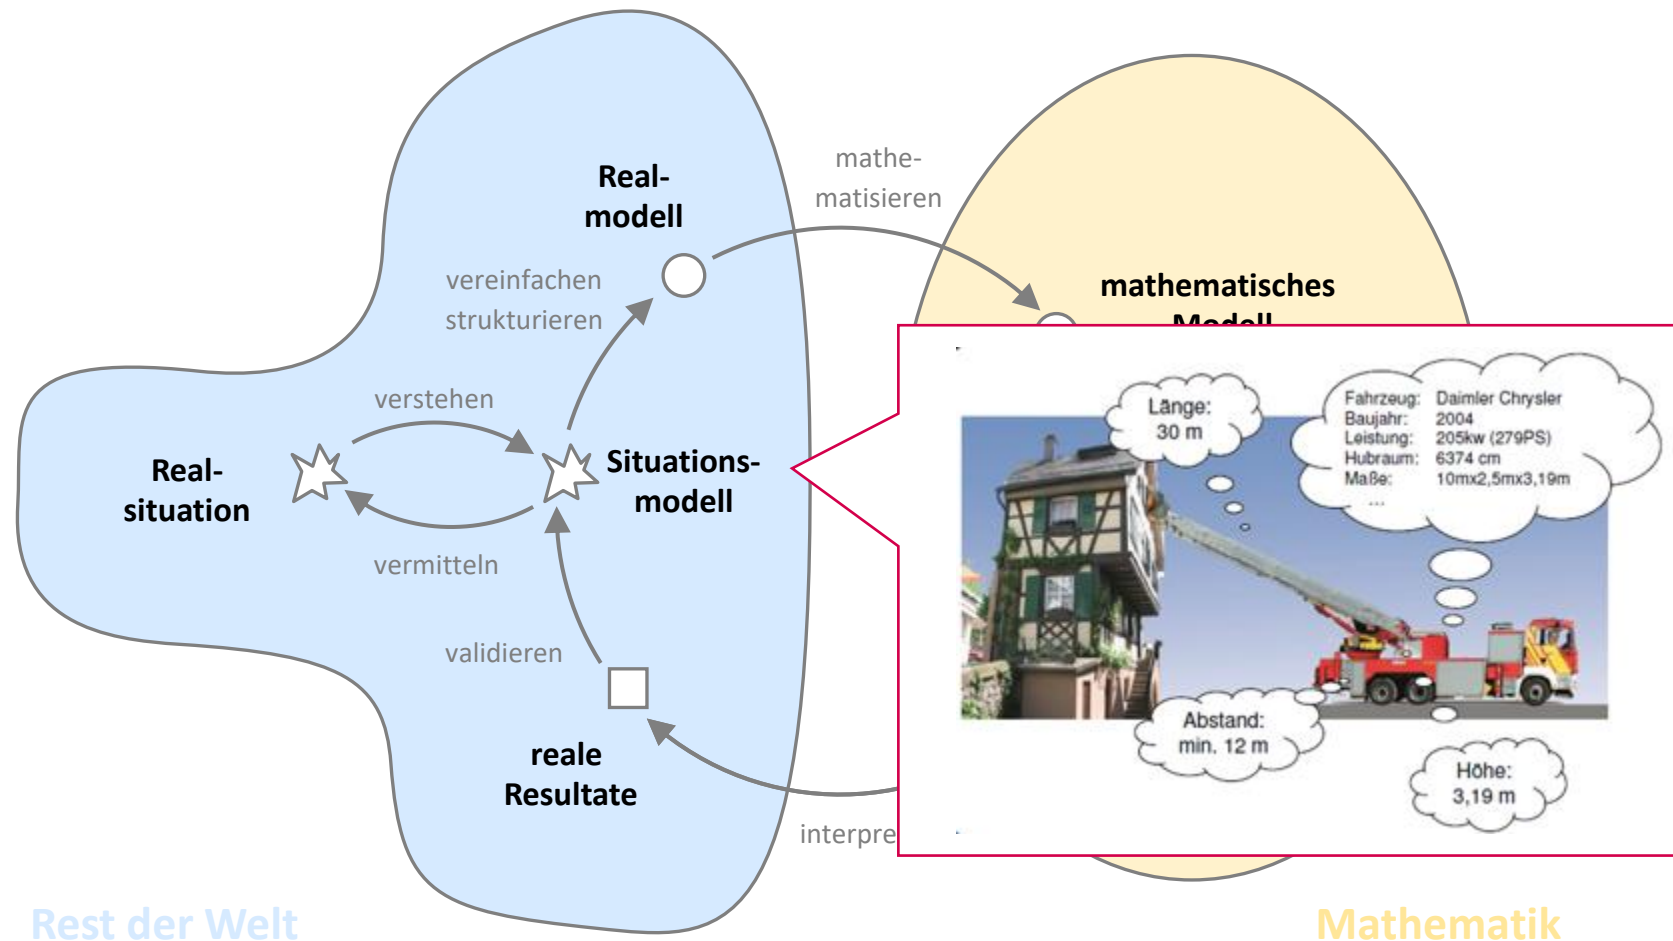 Real-
modell
mathe-
matisieren
vereinfachen
strukturieren
mathematisches
Modell
verstehen
Real-
situation
Situations-
modell
vermitteln
validieren
reale
Resultate
interpre
Länge:
30 m
Fahrzeug: Daimler Chrysler
Baujahr: 2004
Leistung: 205kw (279PS)
Hubraum: 6374 cm
Maße: 10mx2,5mx3,19m
...
Abstand:
min. 12 m
Höhe:
3,19 m
Rest der Welt
Mathematik